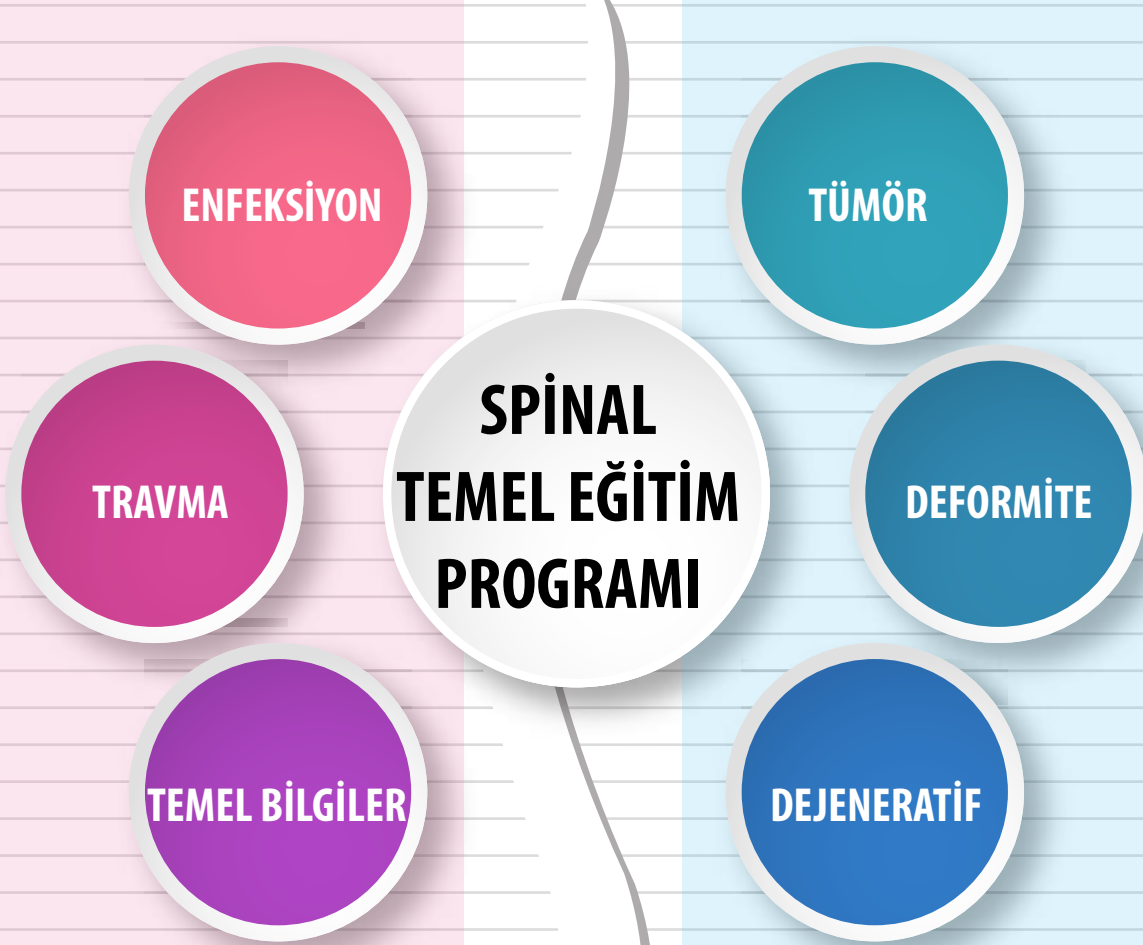 ENFEKSİYON
TÜMÖR
SPİNAL
TEMEL EĞİTİM
PROGRAMI
TRAVMA
DEFORMİTE
TEMEL BİLGİLER
DEJENERATİF